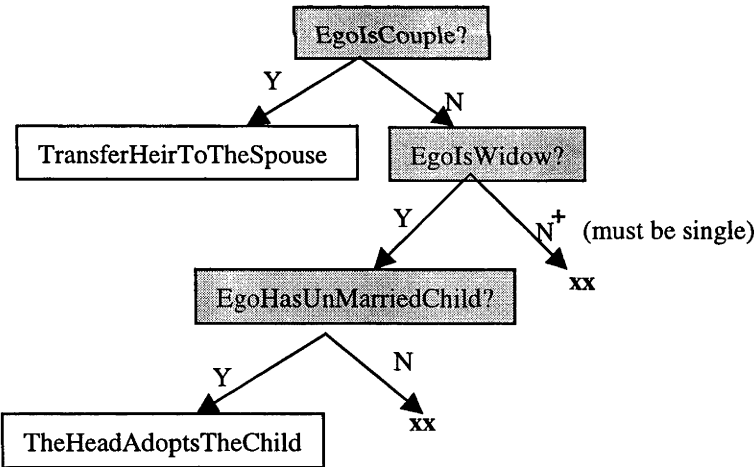 EgoIsCouple?
Y
N
TransferHeirToTheSpouse
EgoIsWidow?
Y
N+ (must be single)
xx
EgoHasUnMarriedChild?
Y
N
xx
TheHeadAdoptsTheChild